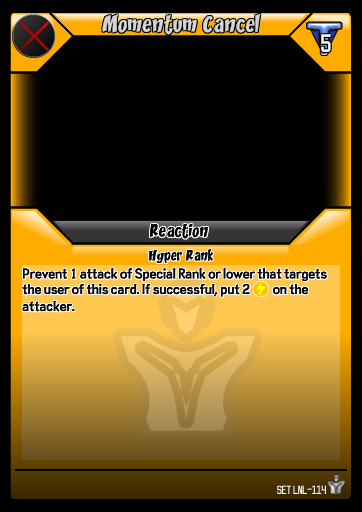 Momentum Cancel
5
Reaction
Hyper Rank
Prevent 1 attack of Special Rank or lower that targets
the user of this card. If successful, put 2 on the
attacker.
SET LNL-114